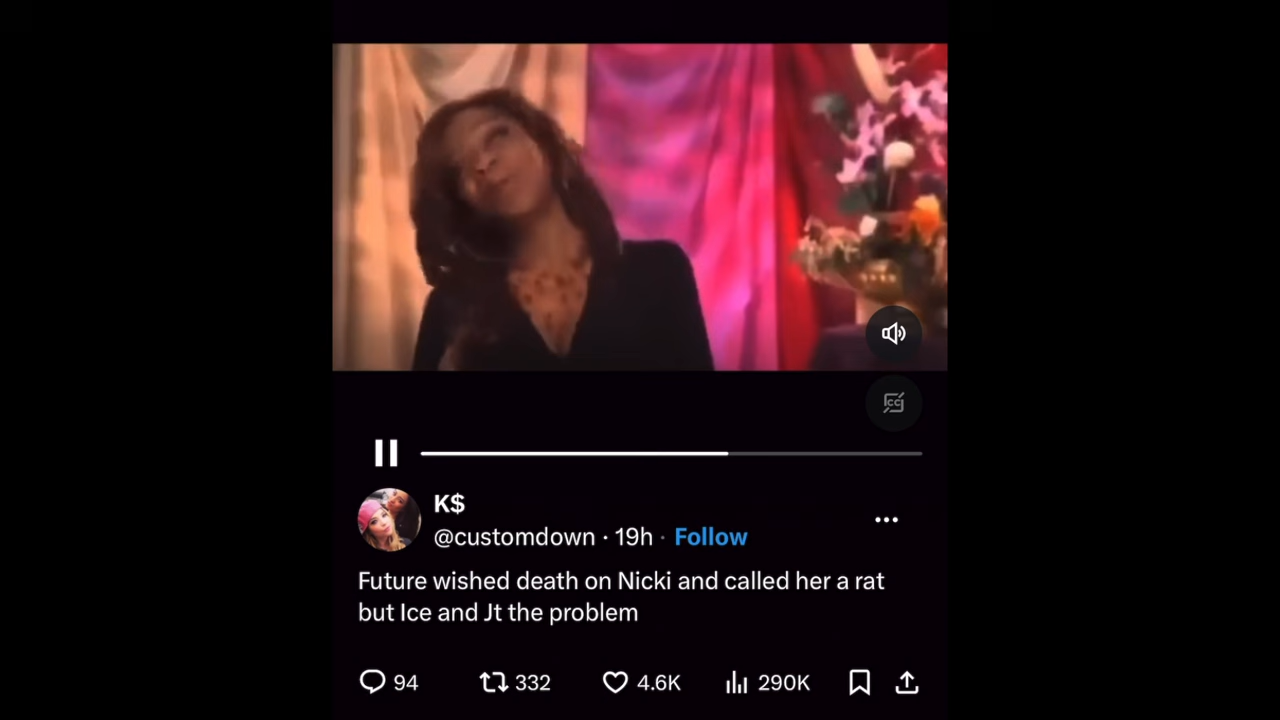 CC
K$
@customdown · 19h · Follow
Future wished death on Nicki and called her a rat
but Ice and Jt the problem
94 332 4.6K 290K